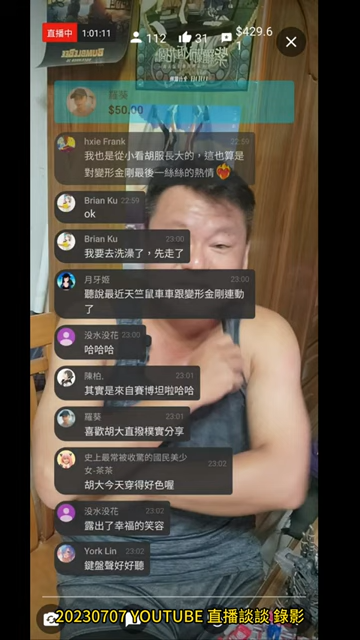 直播中
1:01:11
112
31
$429.6
1
羅葵
$50.00
hxie Frank
22:59
我也是從小看胡服長大的，這也算是
對變形金剛最後一絲絲的熱情
Brian Ku 22:59
ok
Brian Ku
23:00
我要去洗澡了，先走了
月牙姬
23:00
聽說最近天竺鼠車車跟變形金剛連動
了
没水没花 23:00
哈哈哈
陳柏.
23:01
其實是來自賽博坦啦哈哈
羅葵
23:01
喜歡胡大直撥樸實分享
史上最常被收驚的國民美少
女-茶茶
23:02
胡大今天穿得好色喔
没水没花
23:02
露出了幸福的笑容
York Lin
23:02
鍵盤聲好好聽
20230707 YOUTUBE 直播談談 錄影